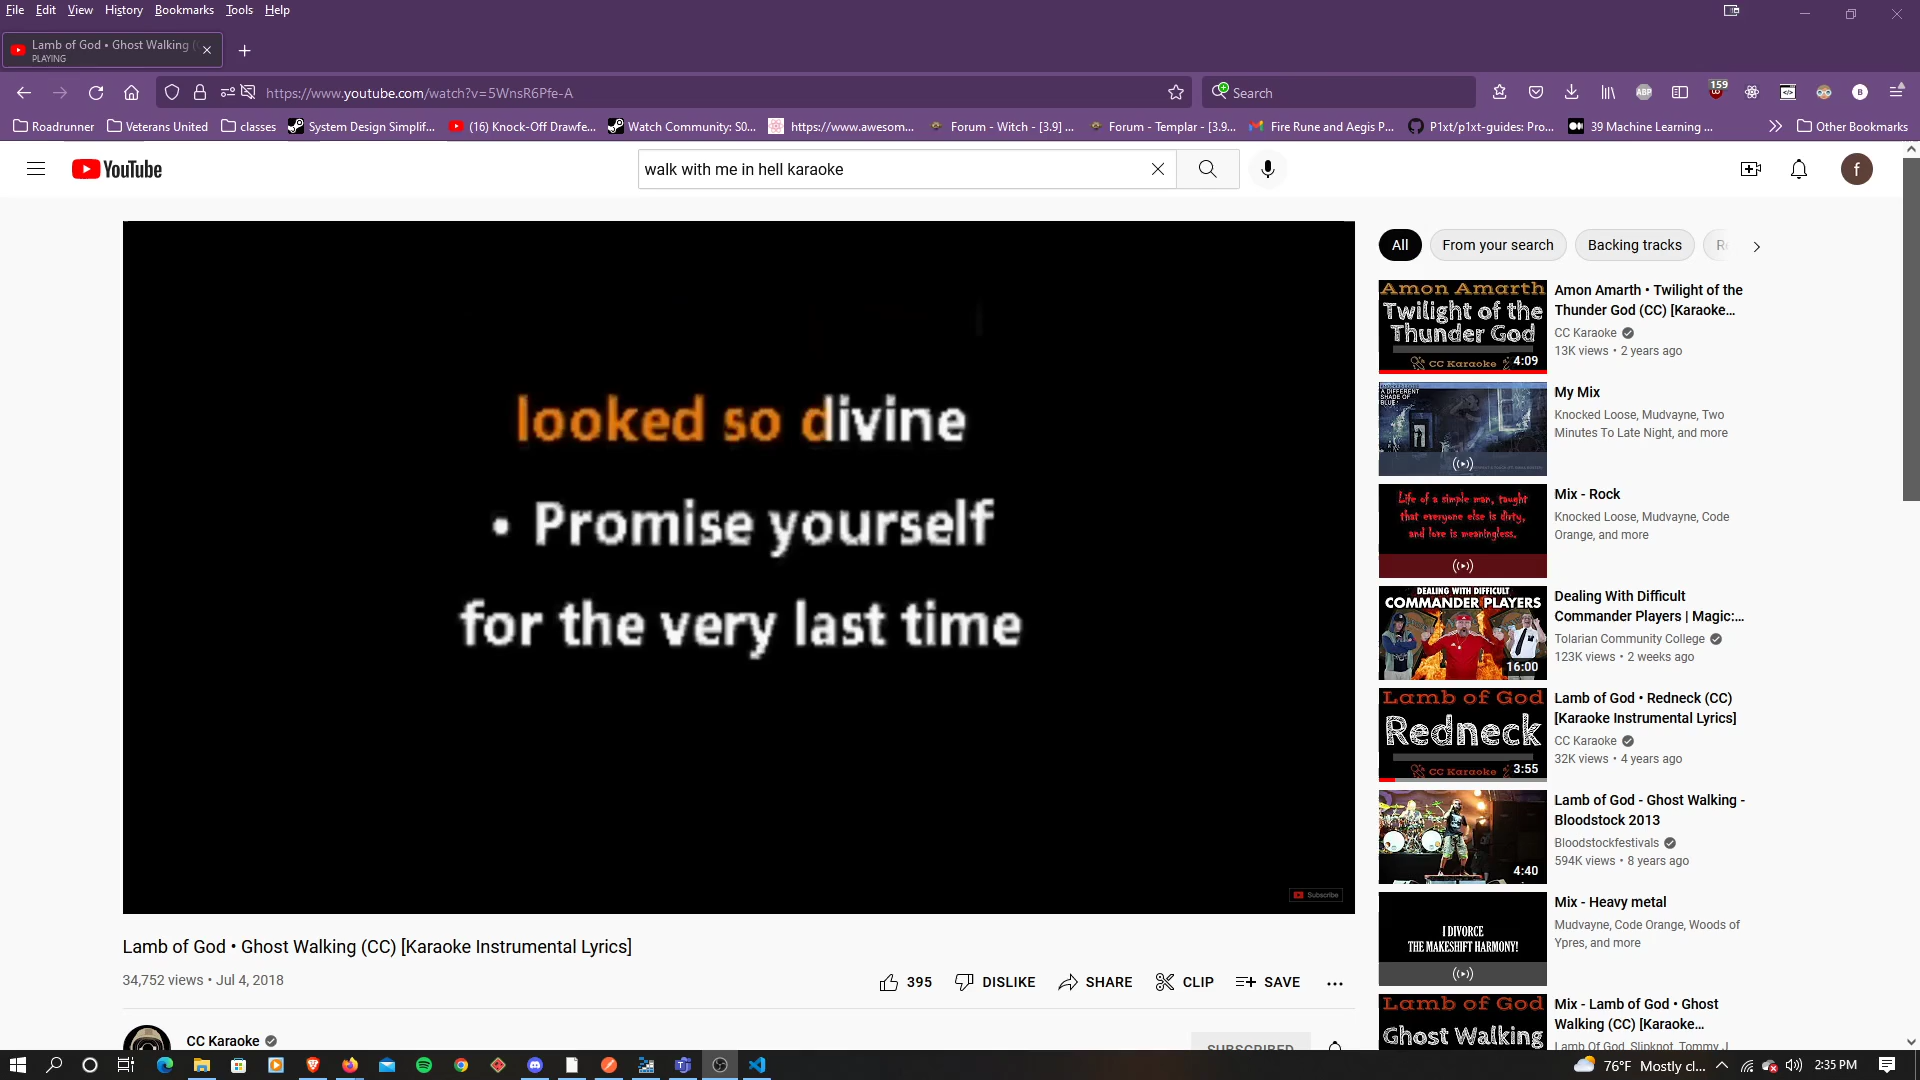 File Edit View History Bookmarks Tools Help
Lamb of God • Ghost Walking (
PLAYING
https://www.youtube.com/watch?v=5WnsR6Pfe-A
Search
ABP
159
B
Roadrunner
Veterans United
classes
System Design Simplif...
(16) Knock-Off Drawfe...
Watch Community: S0...
https://www.awesom...
Forum - Witch - [3.9] ...
Forum - Templar - [3.9...
Fire Rune and Aegis P...
P1xt/p1xt-guides: Pro...
39 Machine Learning ...
Other Bookmarks
YouTube
walk with me in hell karaoke
f
looked so divine
• Promise yourself
for the very last time
Subscribe
Lamb of God • Ghost Walking (CC) [Karaoke Instrumental Lyrics]
34,752 views • Jul 4, 2018
395
DISLIKE
SHARE
CLIP
SAVE
CC Karaoke
SUBSCRIBED
All
From your search
Backing tracks
Amon Amarth
Twilight of the
Thunder God
CC Karaoke
4:09
Amon Amarth • Twilight of the
Thunder God (CC) [Karaoke...
CC Karaoke
13K views • 2 years ago
A DIFFERENT
SHADE OF
BLUE
My Mix
Knocked Loose, Mudvayne, Two
Minutes To Late Night, and more
Life of a simple man, taught
that everyone else is dirty,
and love is meaningless.
Mix - Rock
Knocked Loose, Mudvayne, Code
Orange, and more
DEALING WITH DIFFICULT
COMMANDER PLAYERS
16:00
Dealing With Difficult
Commander Players | Magic:...
Tolarian Community College
123K views • 2 weeks ago
Lamb of God
Redneck
CC Karaoke
3:55
Lamb of God • Redneck (CC)
[Karaoke Instrumental Lyrics]
CC Karaoke
32K views • 4 years ago
4:40
Lamb of God - Ghost Walking -
Bloodstock 2013
Bloodstockfestivals
594K views • 8 years ago
I DIVORCE
THE MAKESHIFT HARMONY!
Mix - Heavy metal
Mudvayne, Code Orange, Woods of
Ypres, and more
Lamb of God
Ghost Walking
Mix - Lamb of God • Ghost
Walking (CC) [Karaoke...
Lamb Of God, Slipknot, Tommy J
76°F Mostly cl...
2:35 PM